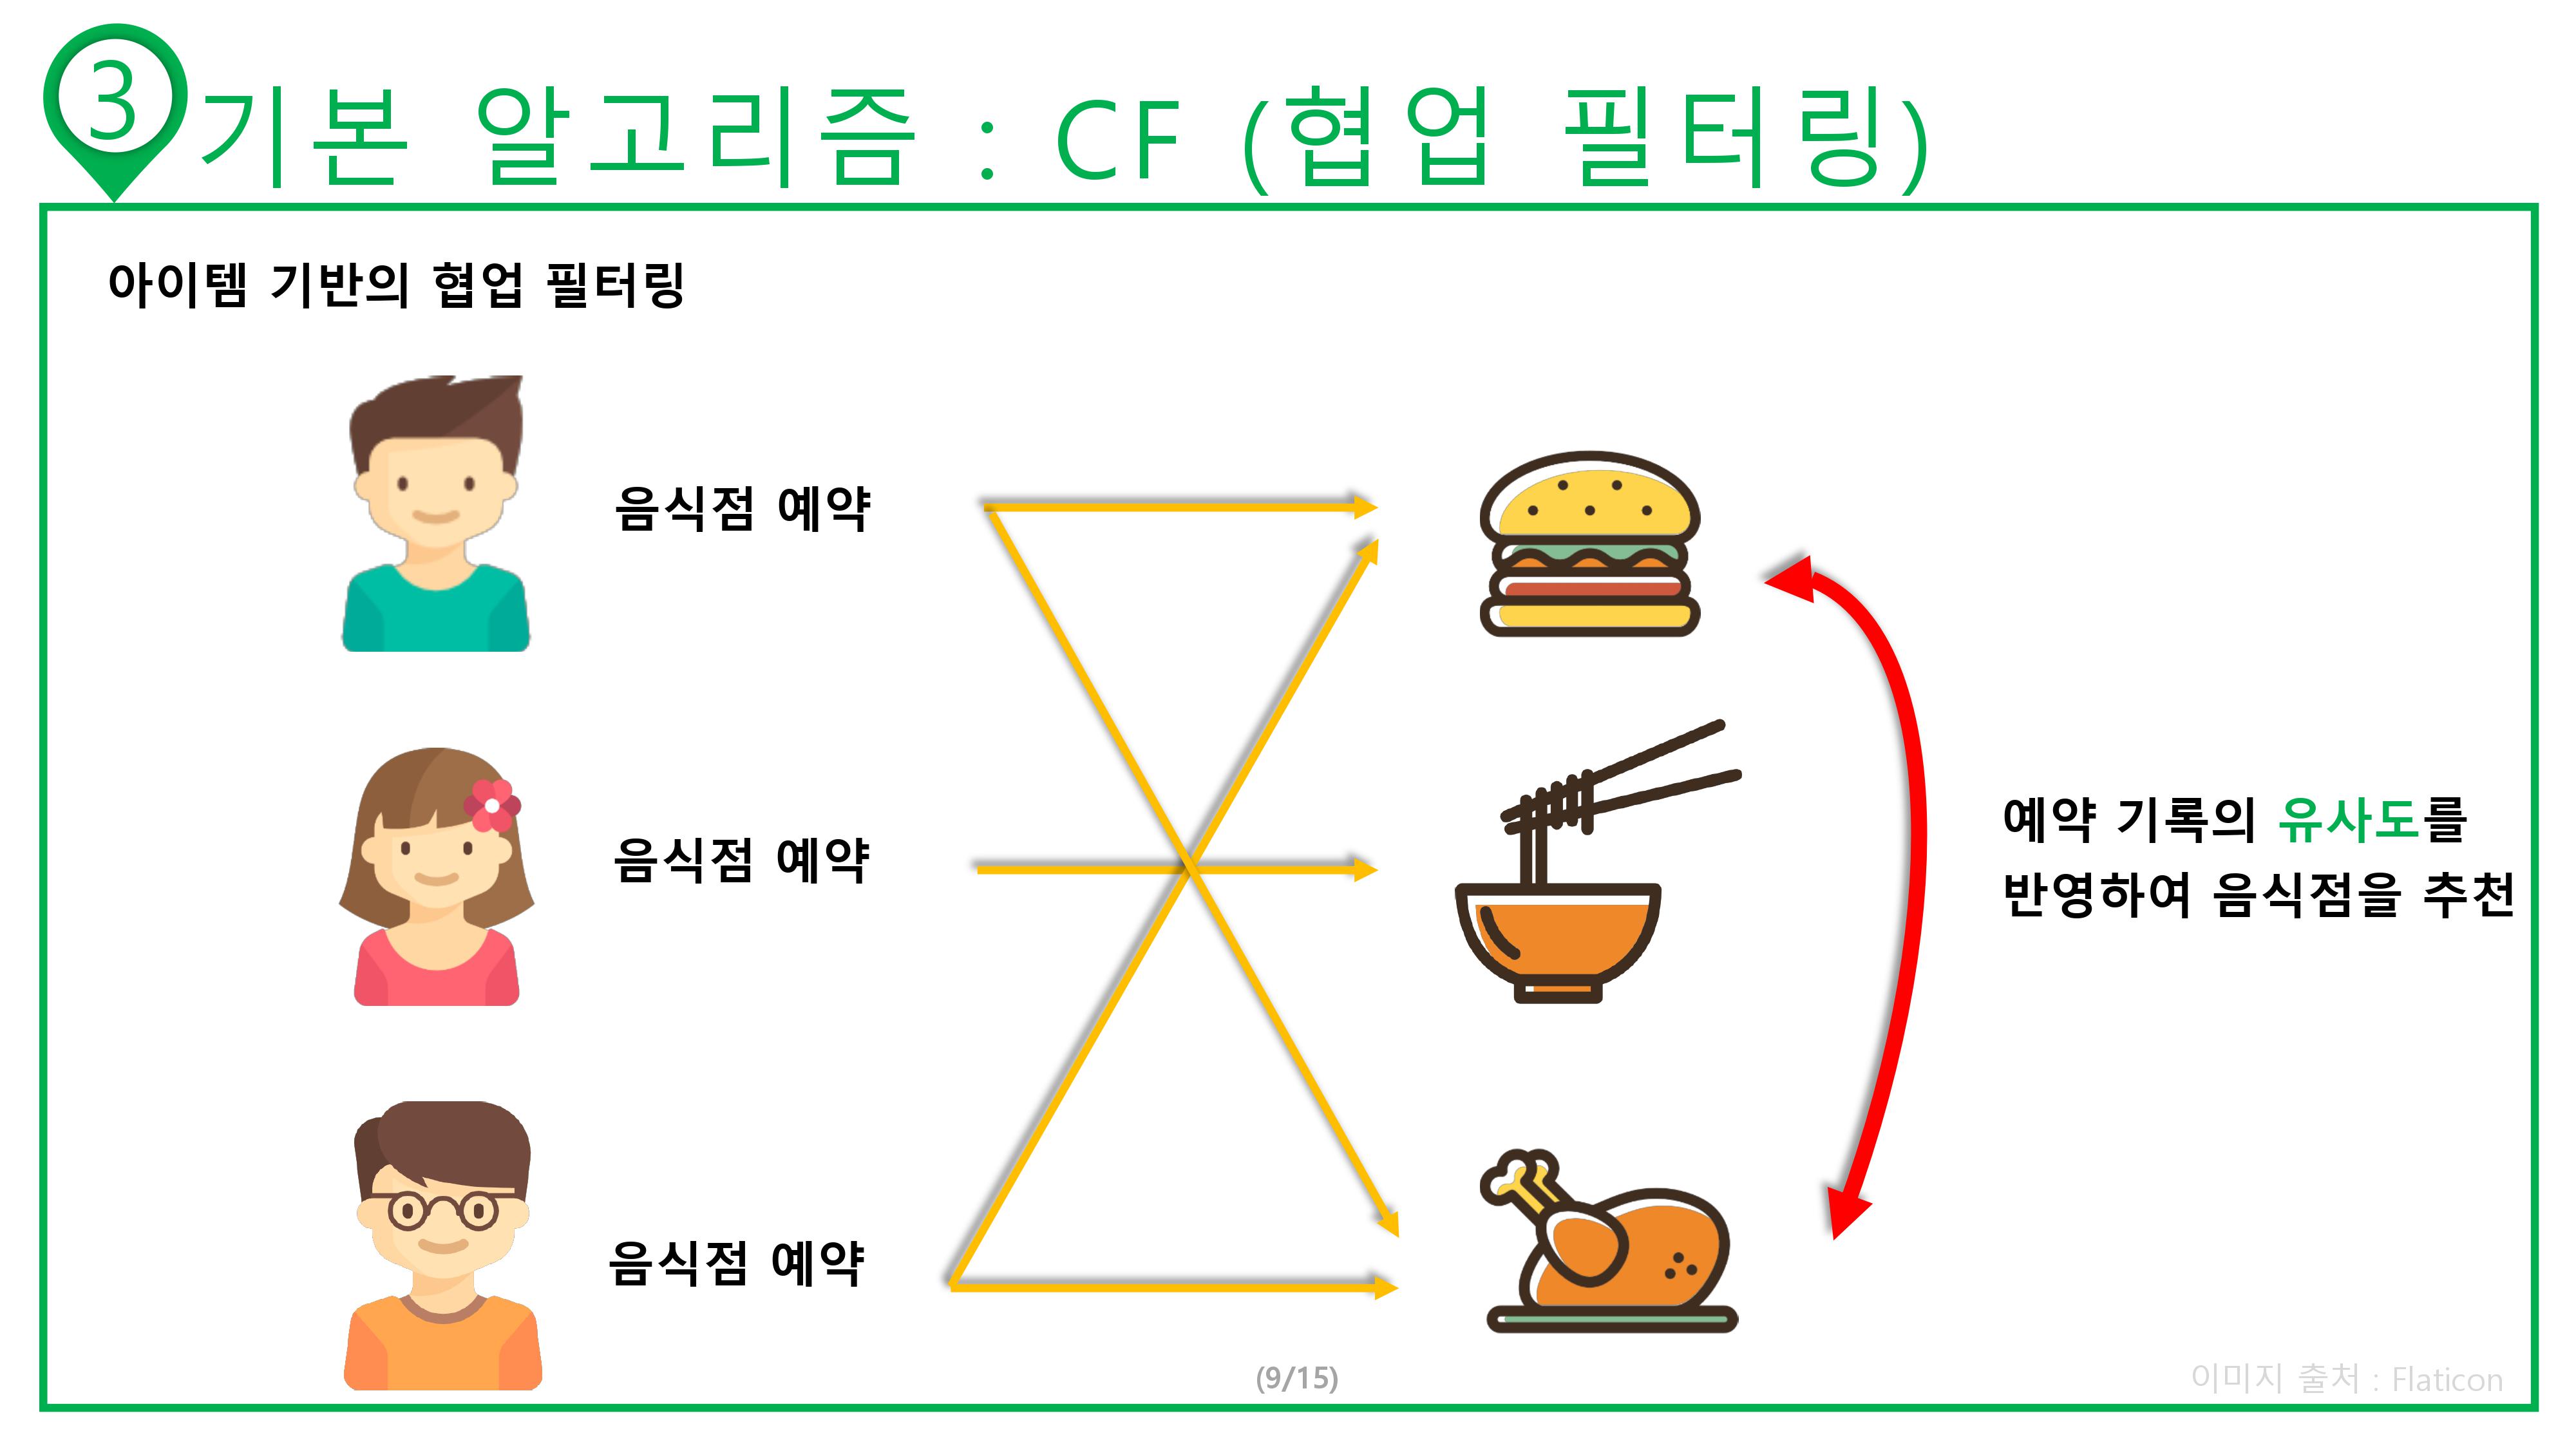 3
기본 알고리즘 : CF (협업 필터링)
아이템 기반의 협업 필터링
음식점 예약
음식점 예약
예약 기록의 유사도를
반영하여 음식점을 추천
음식점 예약
(9/15)
이미지 출처 : Flaticon